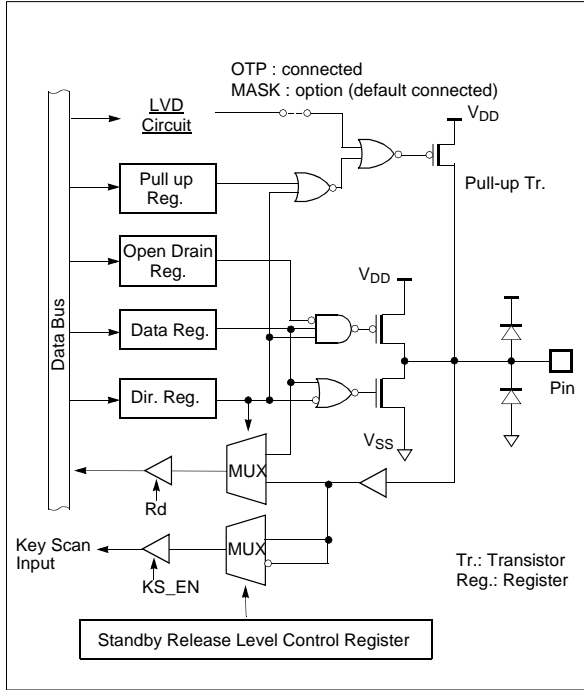 OTP : connected
MASK : option (default connected)
LVD
Circuit
VDD
Pull up
Reg.
Pull-up Tr.
Open Drain
Reg.
VDD
Data Bus
Data Reg.
Dir. Reg.
Pin
VSS
MUX
Rd
Key Scan
Input
MUX
KS_EN
Tr.: Transistor
Reg.: Register
Standby Release Level Control Register